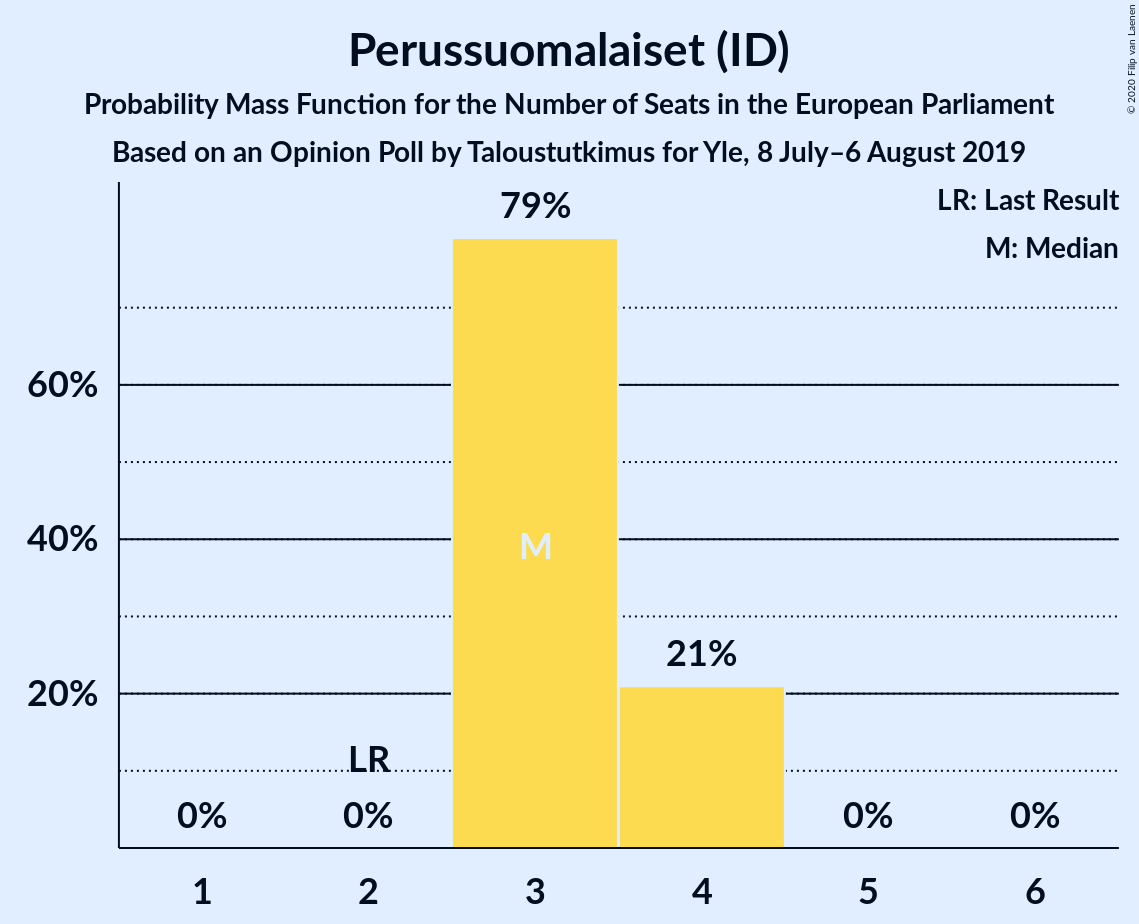 Perussuomalaiset (ID)
Probability Mass Function for the Number of Seats in the European Parliament
Based on an Opinion Poll by Taloustutkimus for Yle, 8 July–6 August 2019
© 2020 Filip van Laenen
LR: Last Result
M: Median
79%
60%
40%
M
21%
20%
LR
0%
0%
0%
0%
1
2
3
4
5
6